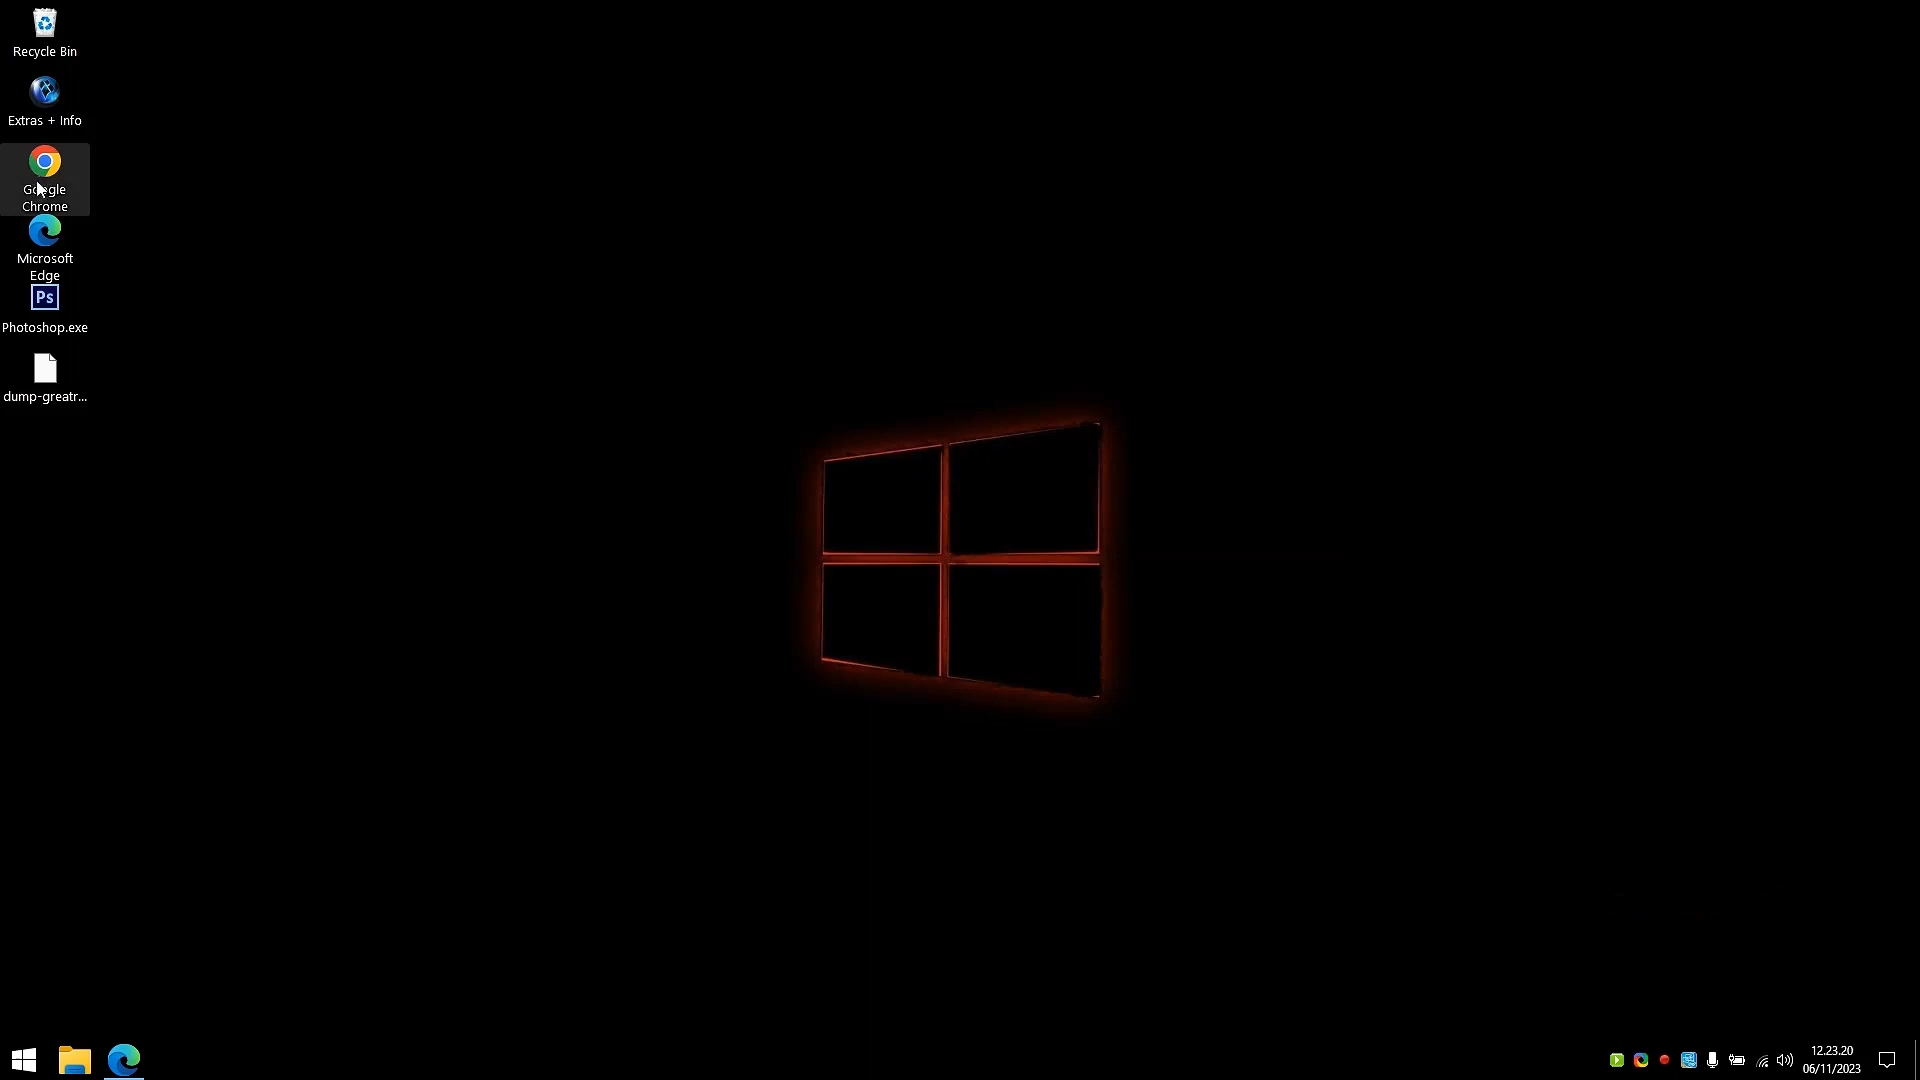 Recycle Bin
Extras + Info
Google
Chrome
Microsoft
Edge
Ps
Photoshop.exe
dump-greatr...
12.23.20
06/11/2023